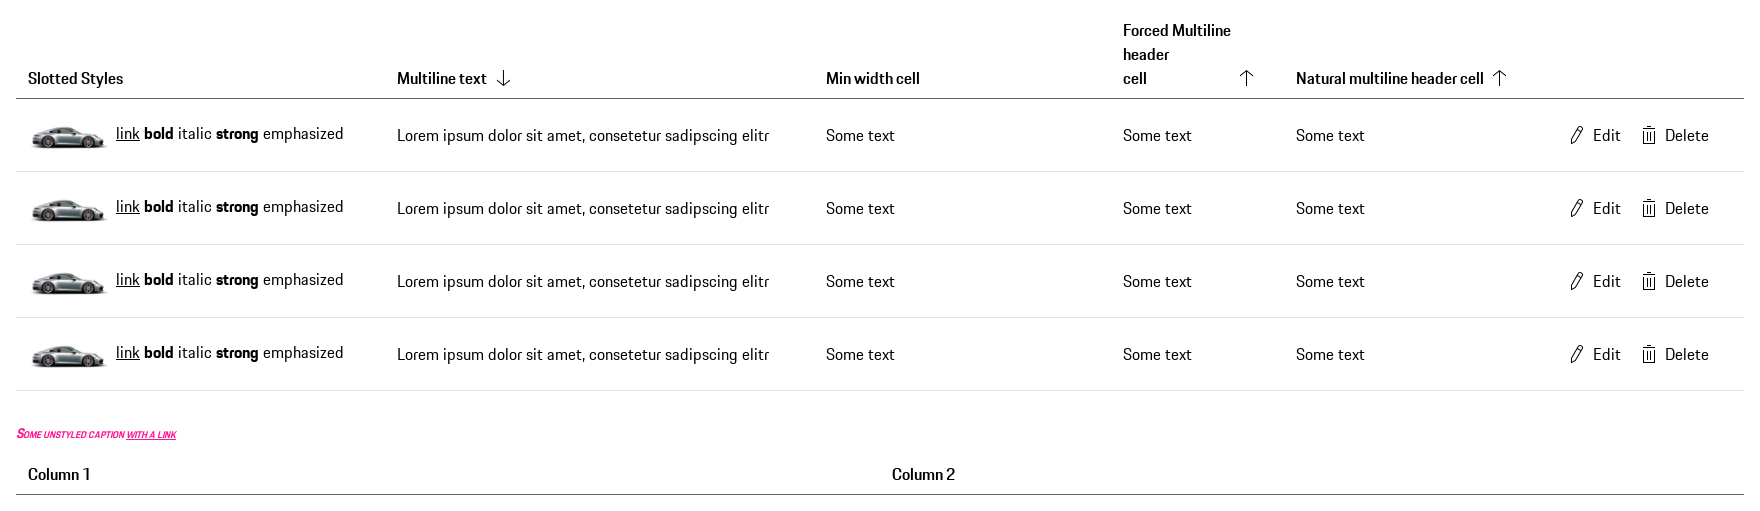 Slotted Styles Multiline text Min width cell Forced Multiline header cell Natural multiline header cell
link bold italic strong emphasized Lorem ipsum dolor sit amet, consetetur sadipscing elitr Some text Some text Some text Edit Delete
link bold italic strong emphasized Lorem ipsum dolor sit amet, consetetur sadipscing elitr Some text Some text Some text Edit Delete
link bold italic strong emphasized Lorem ipsum dolor sit amet, consetetur sadipscing elitr Some text Some text Some text Edit Delete
link bold italic strong emphasized Lorem ipsum dolor sit amet, consetetur sadipscing elitr Some text Some text Some text Edit Delete
Some unstyled caption with a link
Column 1 Column 2